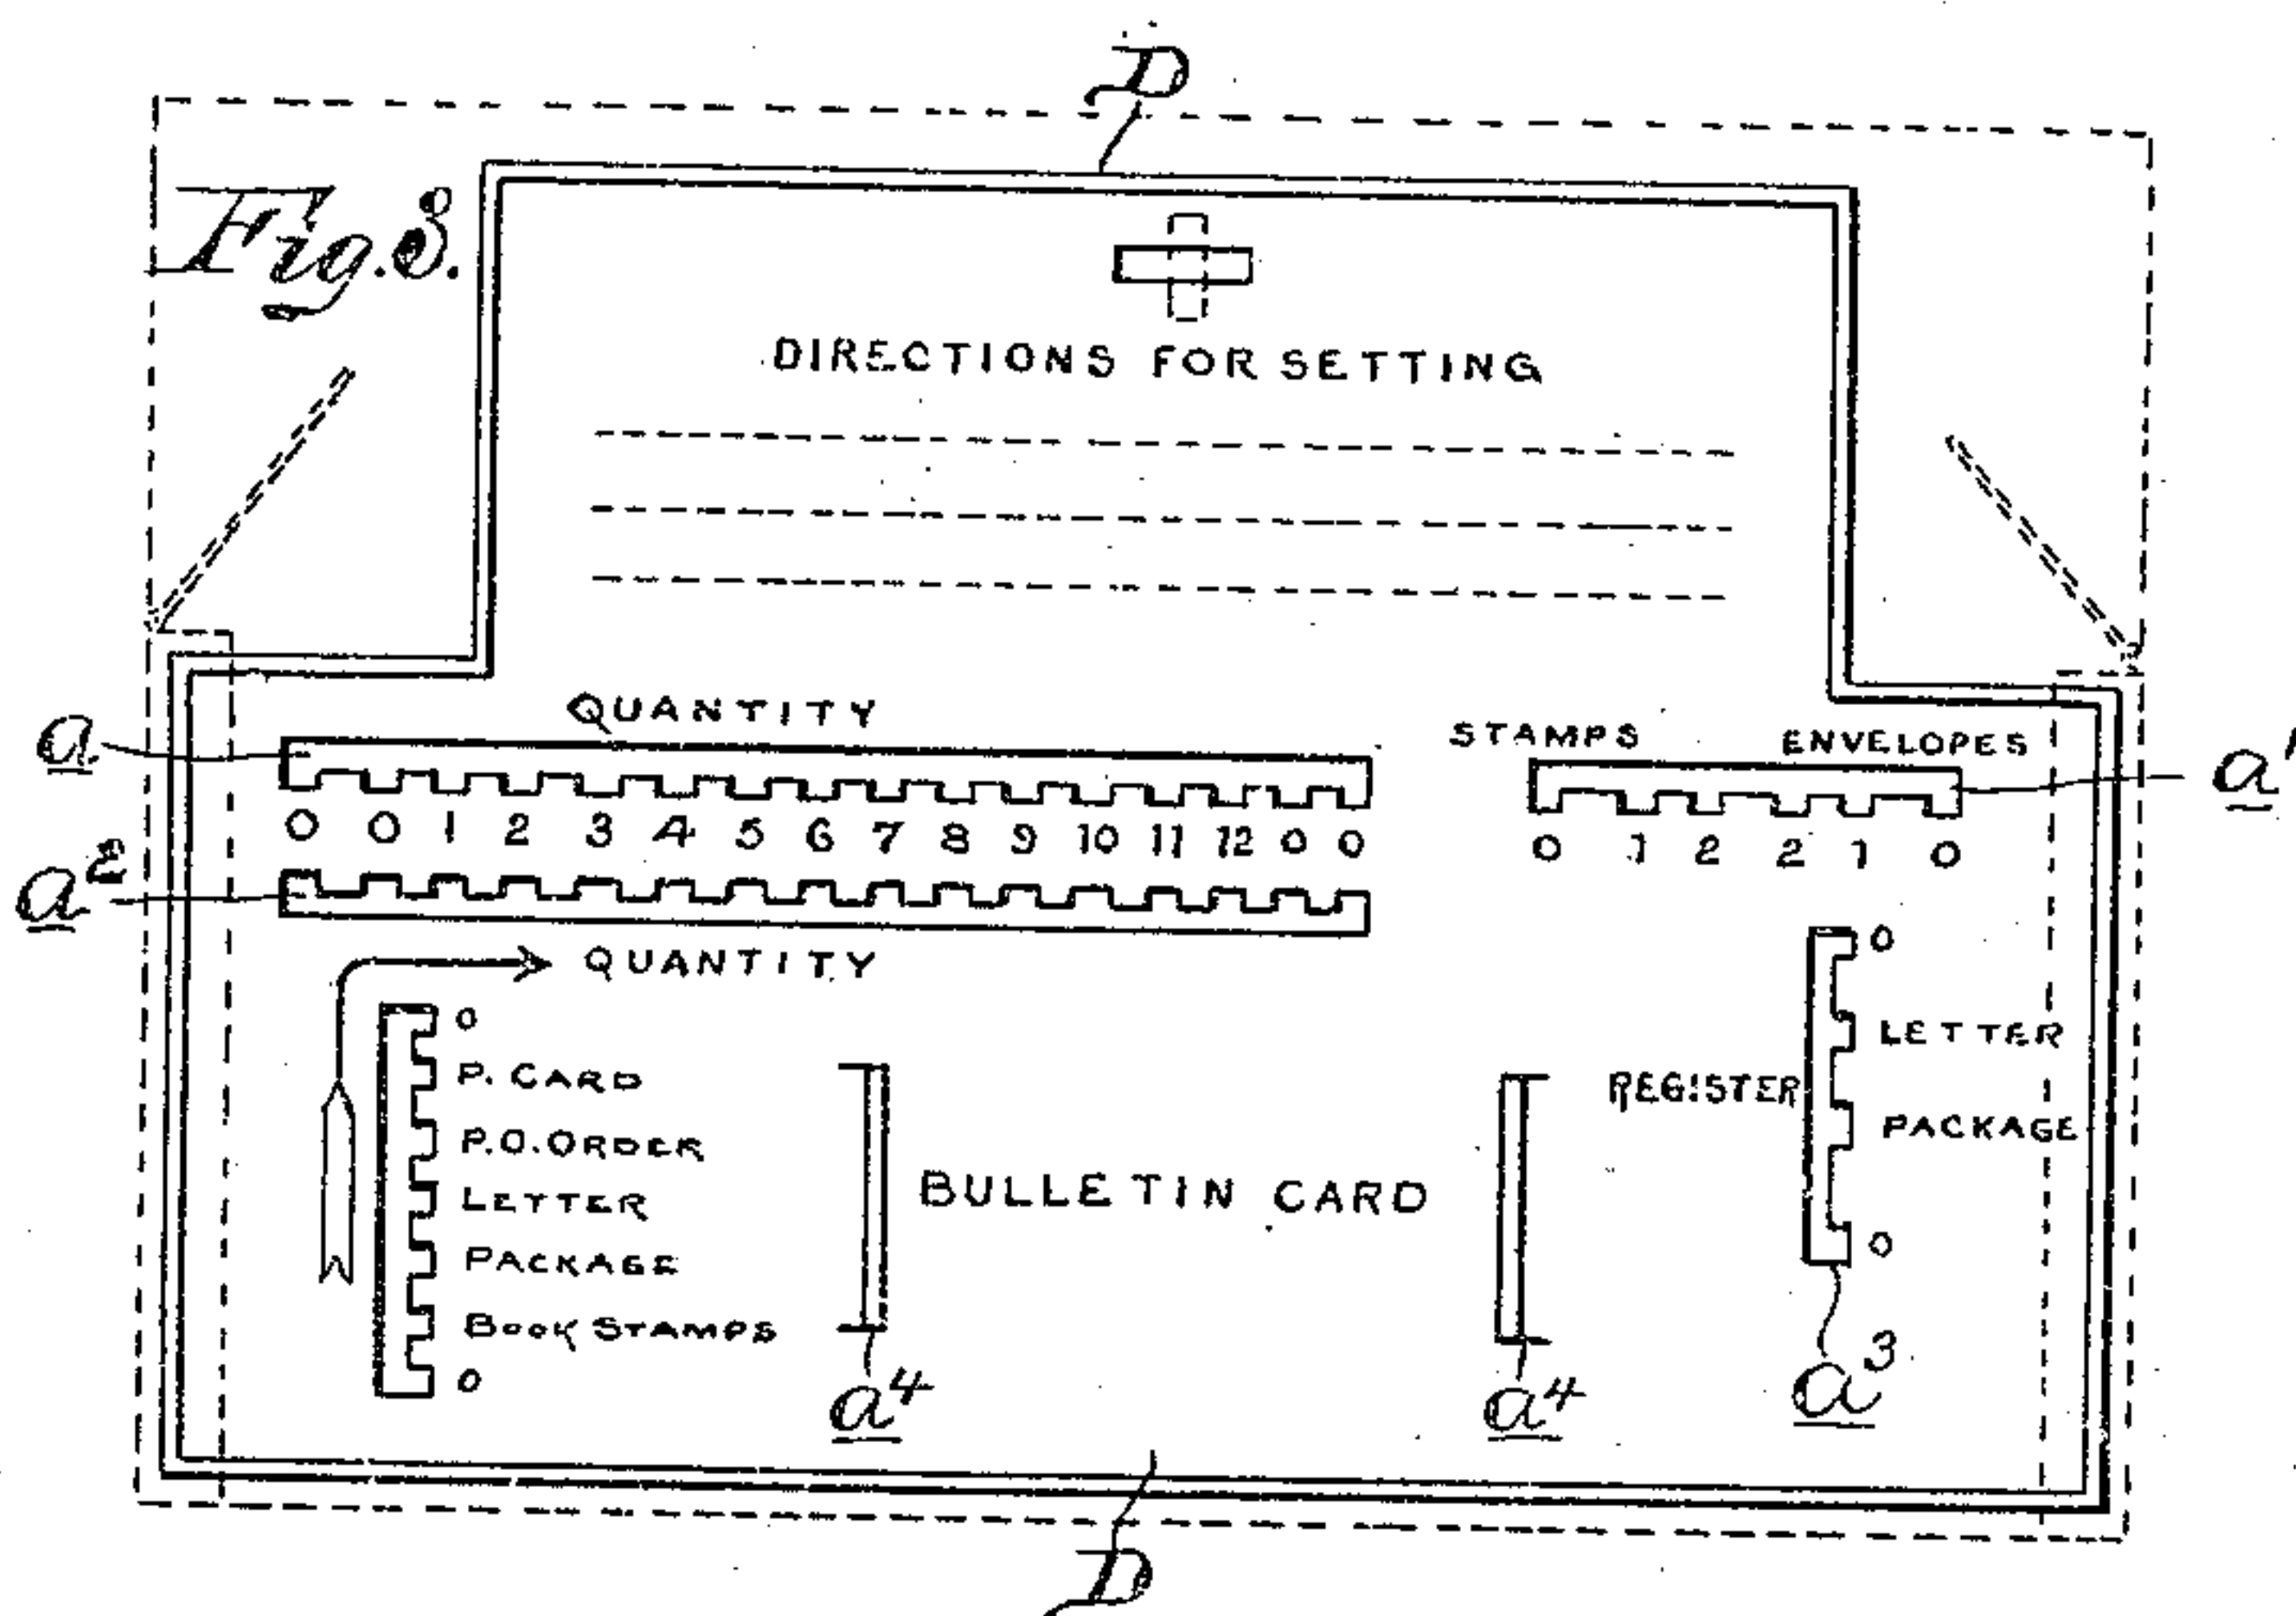 D
Fig. 3.
DIRECTIONS FOR SETTING
QUANTITY
STAMPS ENVELOPES
a
a¹
0 0 1 2 3 4 5 6 7 8 9 10 11 12 0 0
0 1 2 2 1 0
a²
QUANTITY
0
LETTER
PACKAGE
0
REGISTER
0
P. CARD
P.O. ORDER
LETTER
PACKAGE
BOOK STAMPS
0
BULLETIN CARD
a⁴
a⁴
a³
D